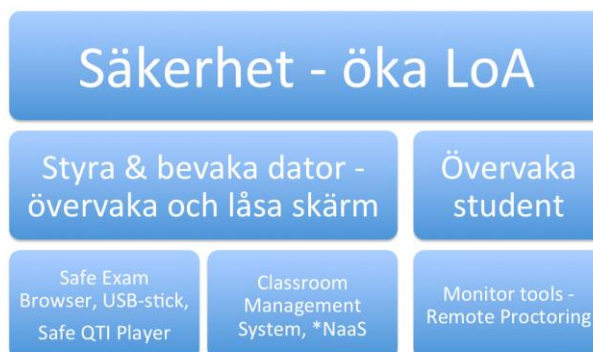 Säkerhet - öka LoA
Styra & bevaka dator -
övervaka och låsa skärm
Övervaka
student
Safe Exam
Browser, USB-stick,
Safe QTI Player
Classroom
Management
System, *NaaS
Monitor tools -
Remote Proctoring